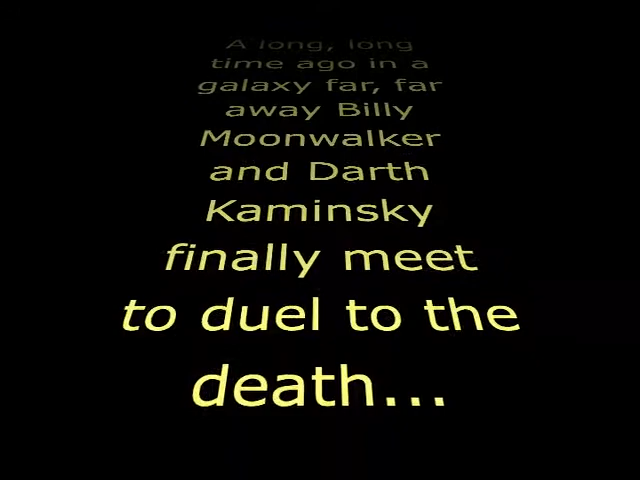 A long, long
time ago in a
galaxy far, far
away Billy
Moonwalker
and Darth
Kaminsky
finally meet
to duel to the
death...